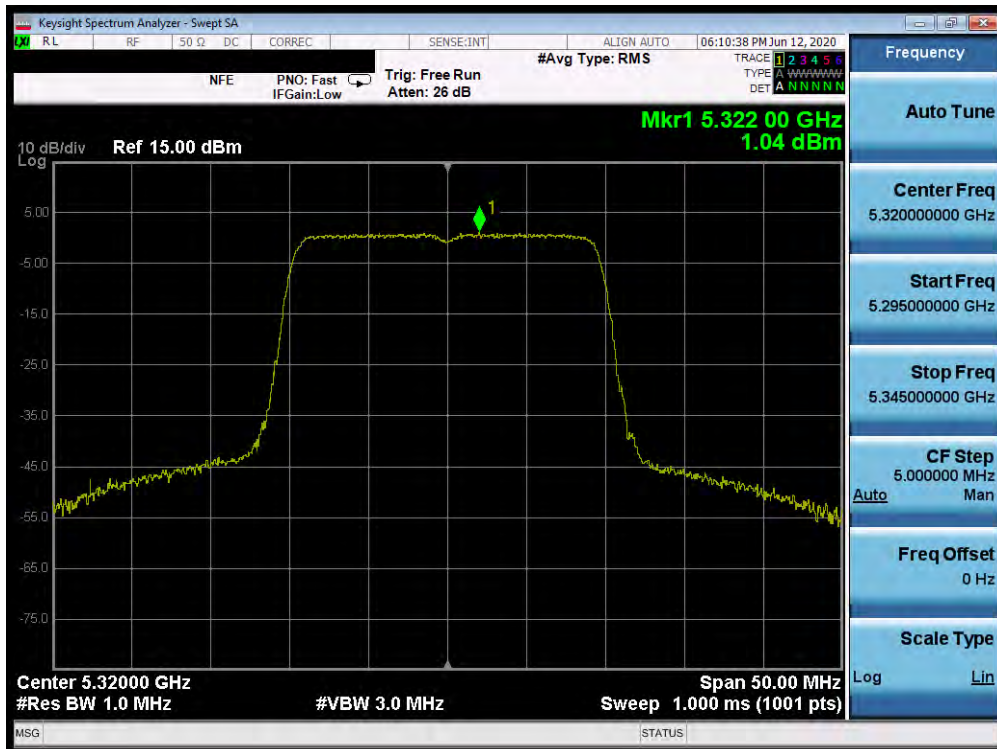 Keysight Spectrum Analyzer - Swept SA
LXI RL RF 50 Ω DC CORREC SENSE:INT ALIGN AUTO 06:10:38 PM Jun 12, 2020
#Avg Type: RMS TRACE 1 2 3 4 5 6
NFE PNO: Fast Trig: Free Run TYPE A WWWWW
IFGain:Low Atten: 26 dB DET A N N N N N
Mkr1 5.322 00 GHz
1.04 dBm
10 dB/div Ref 15.00 dBm
Log
1
5.00
-5.00
-15.0
-25.0
-35.0
-45.0
-55.0
-65.0
-75.0
Center 5.32000 GHz Span 50.00 MHz
#Res BW 1.0 MHz #VBW 3.0 MHz Sweep 1.000 ms (1001 pts)
MSG STATUS
Frequency
Auto Tune
Center Freq
5.320000000 GHz
Start Freq
5.295000000 GHz
Stop Freq
5.345000000 GHz
CF Step
5.000000 MHz
Auto Man
Freq Offset
0 Hz
Scale Type
Log Lin